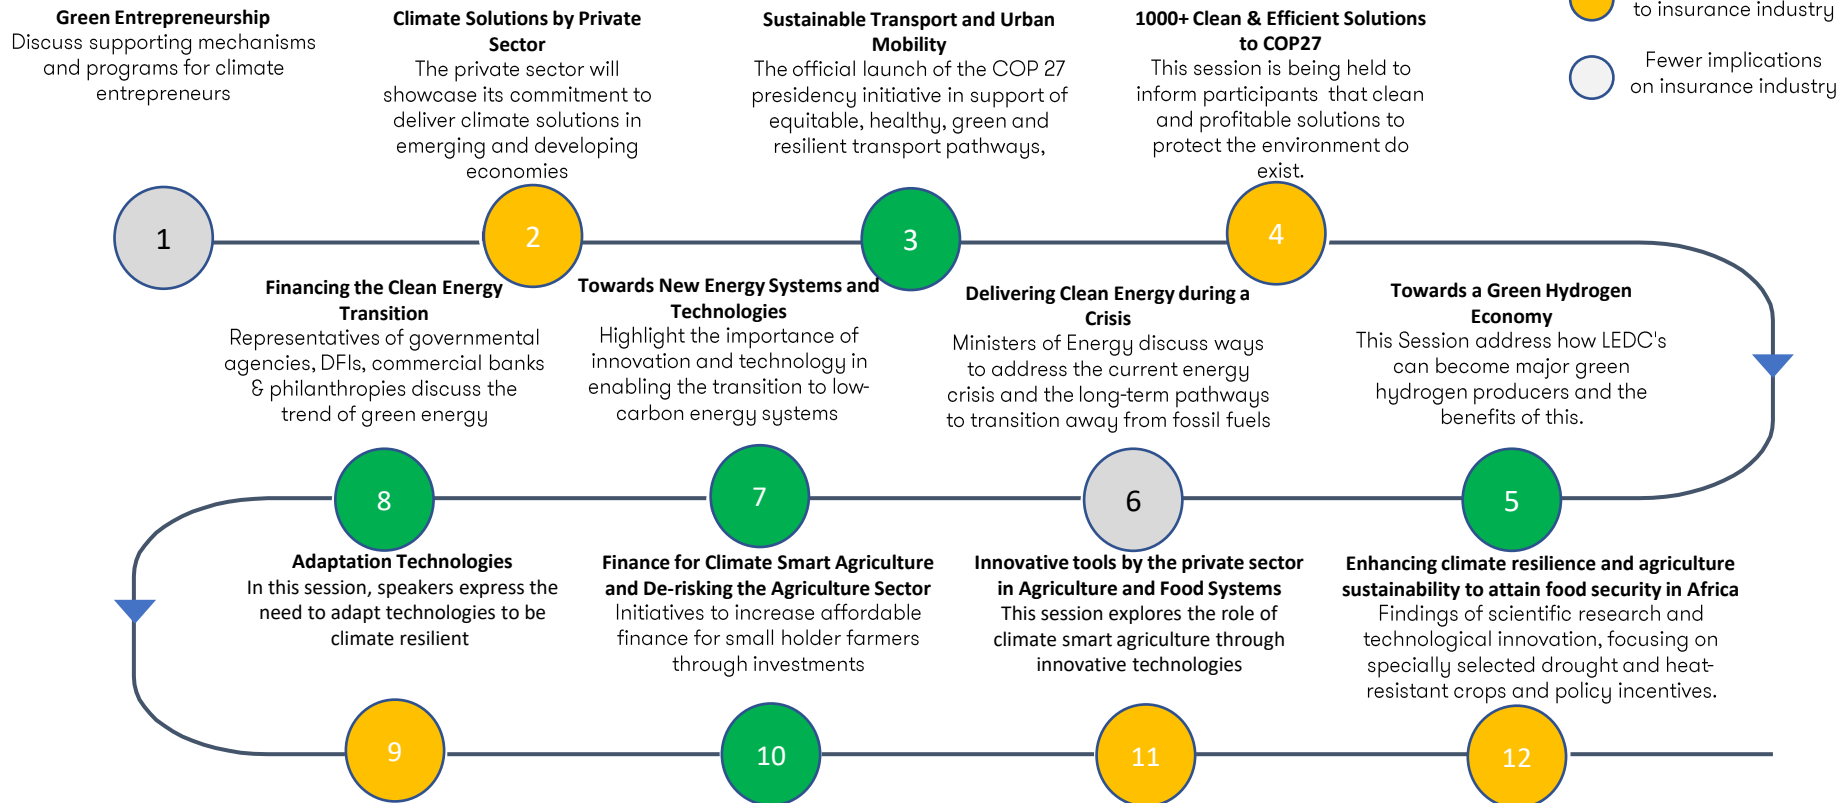 Green Entrepreneurship
Discuss supporting mechanisms
and programs for climate
entrepreneurs
Climate Solutions by Private
Sector
The private sector will
showcase its commitment to
deliver climate solutions in
emerging and developing
economies
Sustainable Transport and Urban
Mobility
The official launch of the COP 27
presidency initiative in support of
equitable, healthy, green and
resilient transport pathways,
1000+ Clean & Efficient Solutions
to COP27
This session is being held to
inform participants that clean
and profitable solutions to
protect the environment do
exist.
to insurance industry
Fewer implications
on insurance industry
1
2
3
4
Financing the Clean Energy
Transition
Representatives of governmental
agencies, DFIs, commercial banks
& philanthropies discuss the
trend of green energy
Towards New Energy Systems and
Technologies
Highlight the importance of
innovation and technology in
enabling the transition to low-
carbon energy systems
Delivering Clean Energy during a
Crisis
Ministers of Energy discuss ways
to address the current energy
crisis and the long-term pathways
to transition away from fossil fuels
Towards a Green Hydrogen
Economy
This Session address how LEDC's
can become major green
hydrogen producers and the
benefits of this.
8
7
6
5
Adaptation Technologies
In this session, speakers express the
need to adapt technologies to be
climate resilient
Finance for Climate Smart Agriculture
and De-risking the Agriculture Sector
Initiatives to increase affordable
finance for small holder farmers
through investments
Innovative tools by the private sector
in Agriculture and Food Systems
This session explores the role of
climate smart agriculture through
innovative technologies
Enhancing climate resilience and agriculture
sustainability to attain food security in Africa
Findings of scientific research and
technological innovation, focusing on
specially selected drought and heat-
resistant crops and policy incentives.
9
10
11
12